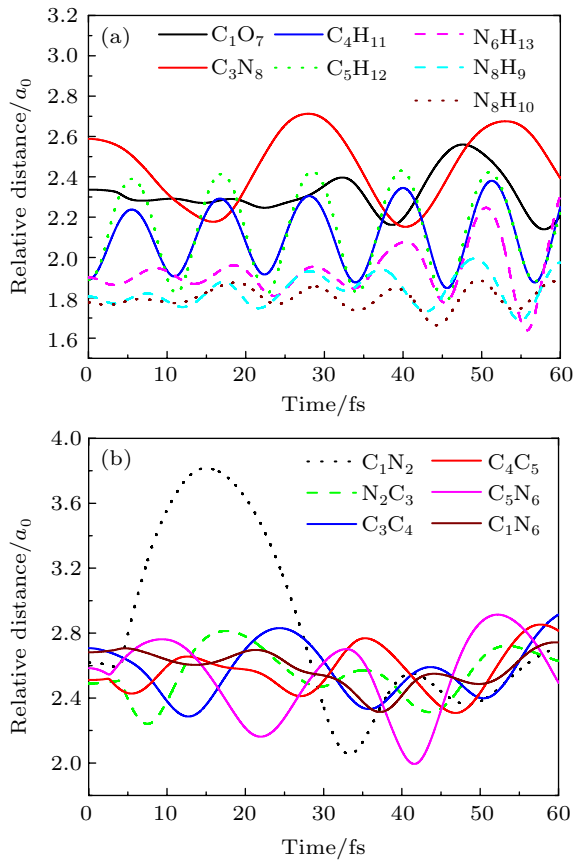 (a)
C₁O₇ C₄H₁₁ N₆H₁₃
C₃N₈ C₅H₁₂ N₈H₉
N₈H₁₀
Relative distance/a₀
3.2
3.0
2.8
2.6
2.4
2.2
2.0
1.8
1.6
0 10 20 30 40 50 60
Time/fs
(b)
C₁N₂ C₄C₅
N₂C₃ C₅N₆
C₃C₄ C₁N₆
Relative distance/a₀
4.0
3.6
3.2
2.8
2.4
2.0
0 10 20 30 40 50 60
Time/fs